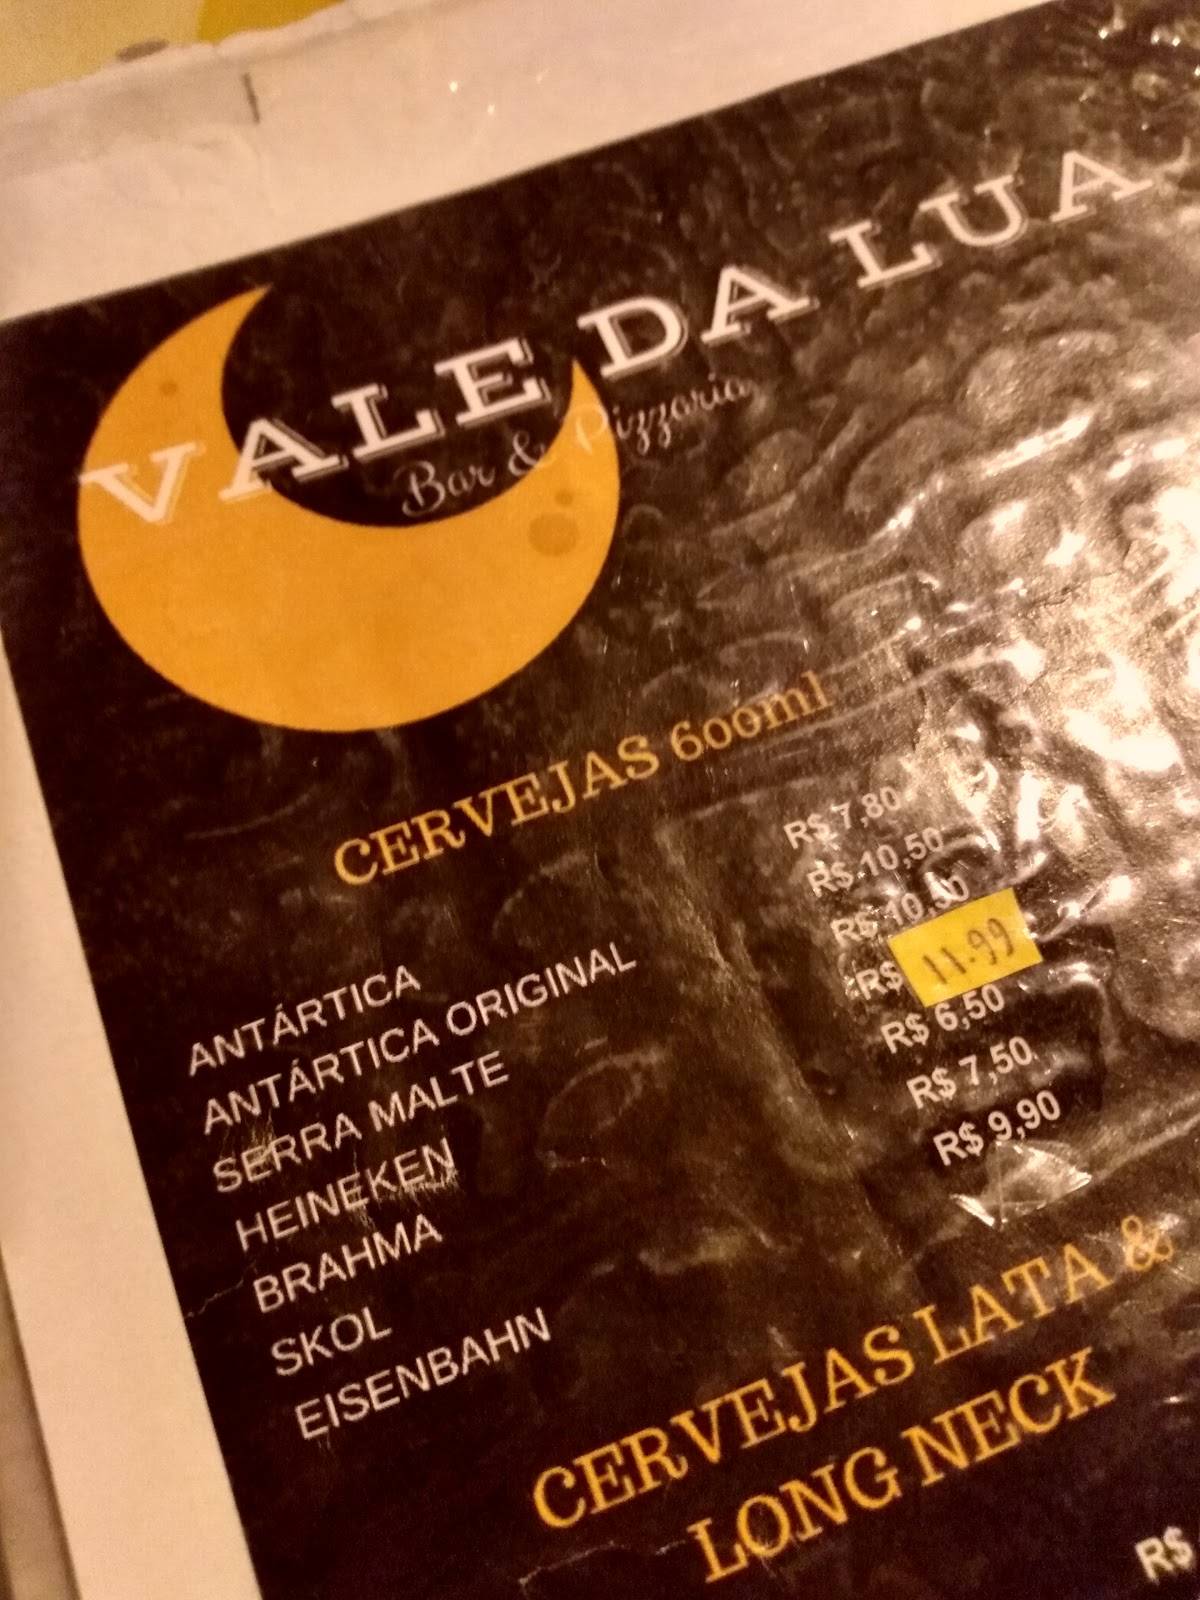 VALE DA LUA
Bar & Pizzaria
CERVEJAS 600ml
ANTÁRTICA R$ 7,80
ANTÁRTICA ORIGINAL R$ 10,50
SERRA MALTE R$ 10,50
HEINEKEN R$ 11.99
BRAHMA R$ 6,50
SKOL R$ 7,50
EISENBAHN R$ 9,90
CERVEJAS LATA &
LONG NECK
R$